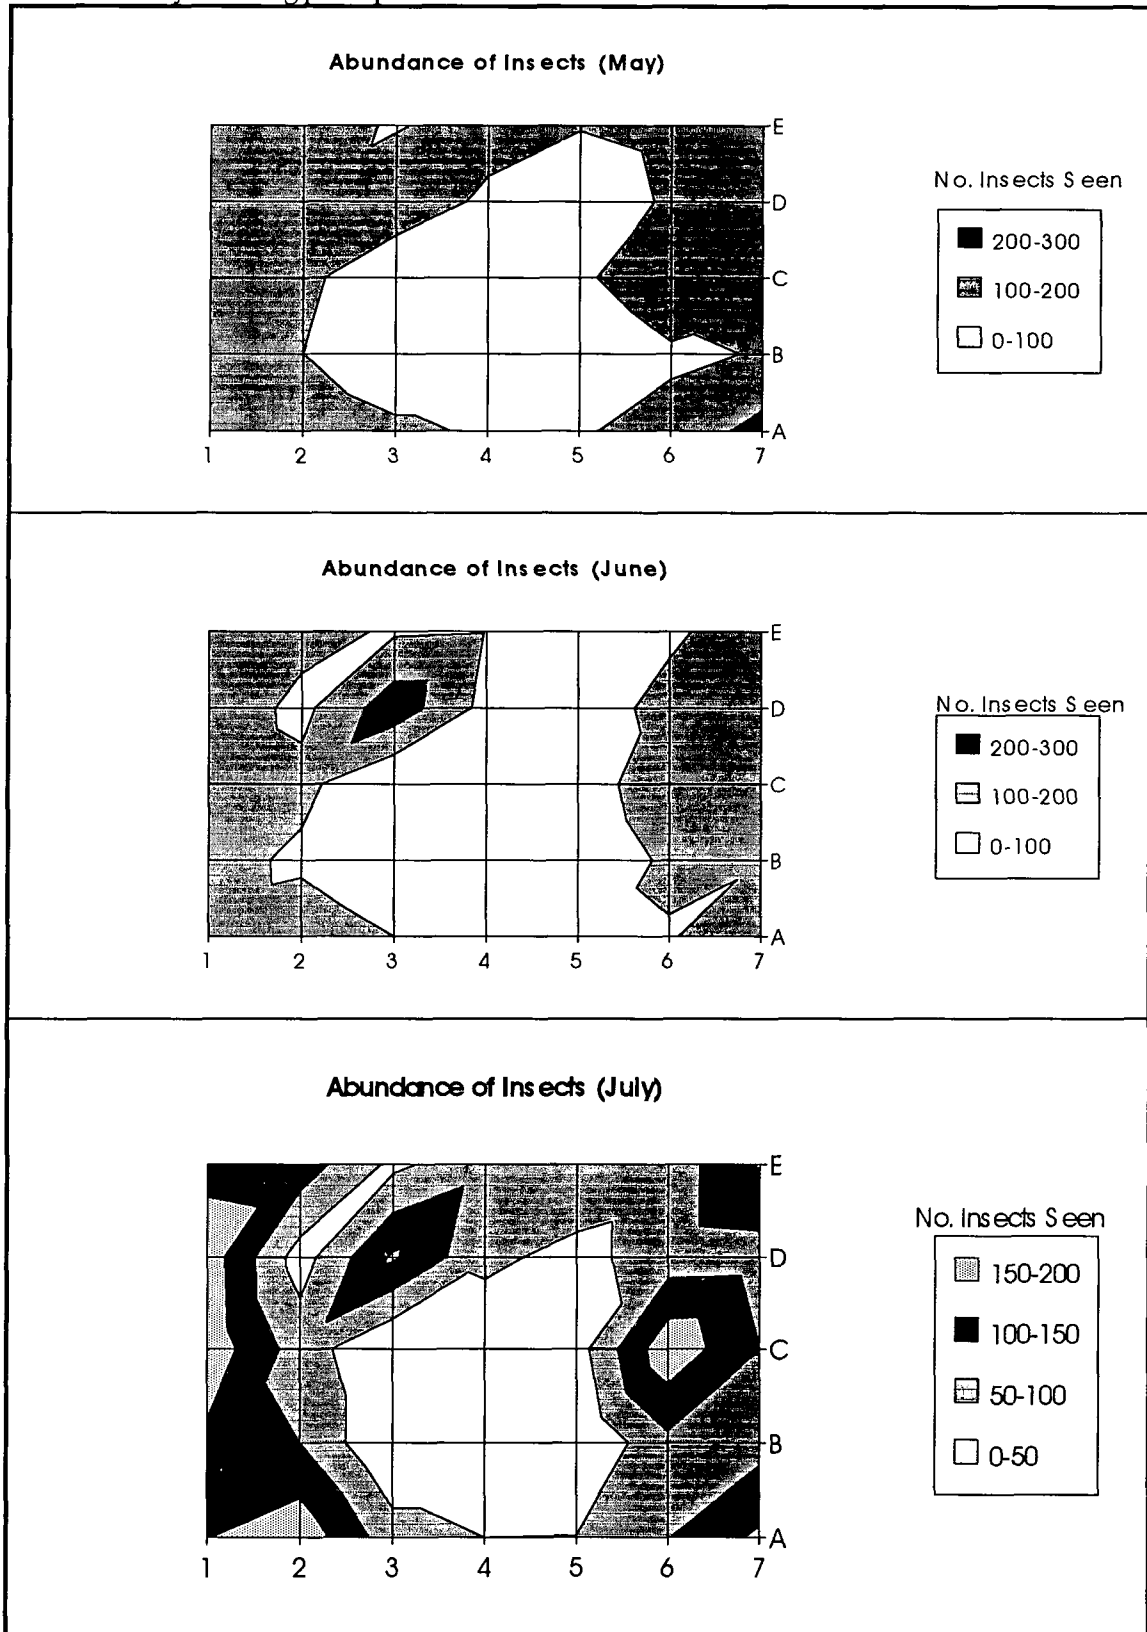 Abundance of Insects (May)
E
D
C
B
A
1 2 3 4 5 6 7
No. Insects Seen
200-300
100-200
0-100
Abundance of Insects (June)
E
D
C
B
A
1 2 3 4 5 6 7
No. Insects Seen
200-300
100-200
0-100
Abundance of Insects (July)
E
D
C
B
A
1 2 3 4 5 6 7
No. Insects Seen
150-200
100-150
50-100
0-50